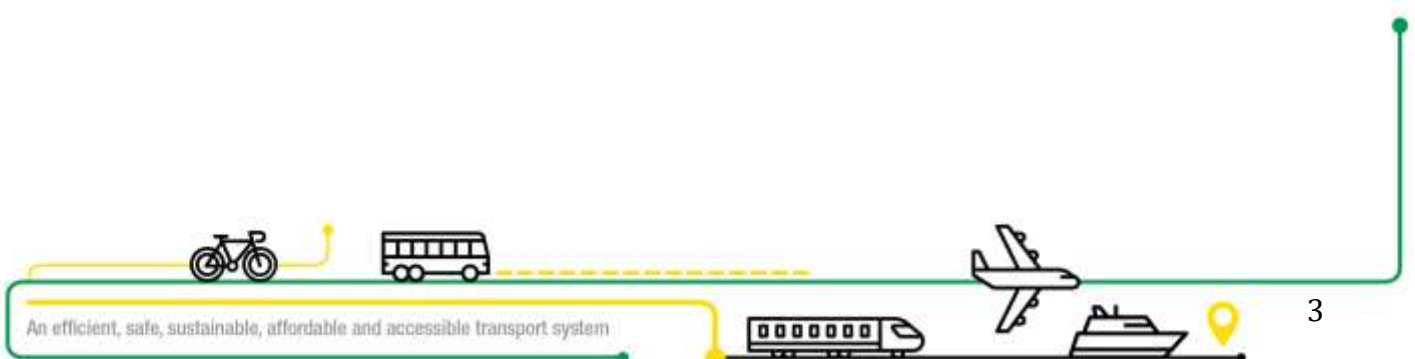 An efficient, safe, sustainable, affordable and accessible transport system
3